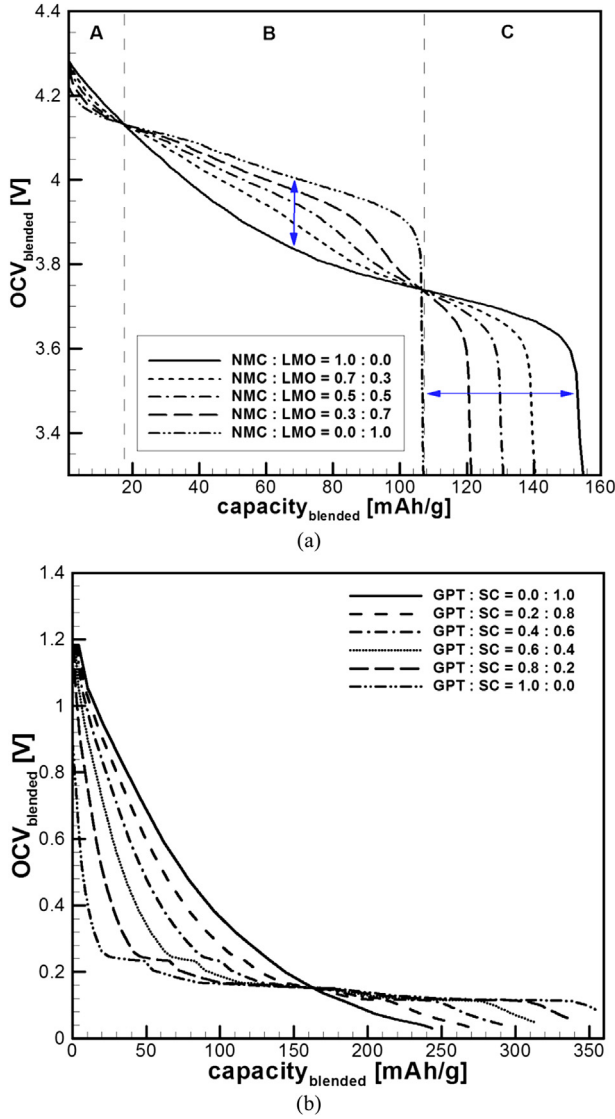 A B C
4.4
4.2
4
3.8
3.6
3.4
OCVblended [V]
NMC : LMO = 1.0 : 0.0
NMC : LMO = 0.7 : 0.3
NMC : LMO = 0.5 : 0.5
NMC : LMO = 0.3 : 0.7
NMC : LMO = 0.0 : 1.0
20 40 60 80 100 120 140 160
capacityblended [mAh/g]
(a)
1.4
1.2
1
0.8
0.6
0.4
0.2
0
OCVblended [V]
GPT : SC = 0.0 : 1.0
GPT : SC = 0.2 : 0.8
GPT : SC = 0.4 : 0.6
GPT : SC = 0.6 : 0.4
GPT : SC = 0.8 : 0.2
GPT : SC = 1.0 : 0.0
0 50 100 150 200 250 300 350
capacityblended [mAh/g]
(b)